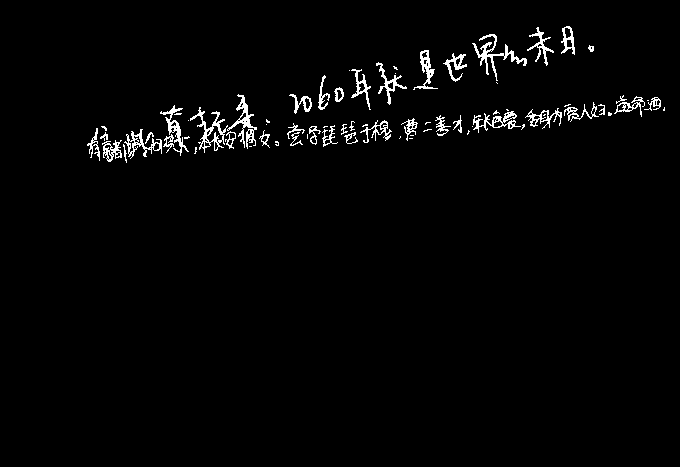 2060年就是世界的末日。
本长安倡女。尝学琵琶于穆、曹二善才,年长色衰,委身为贾人妇。遂命酒,